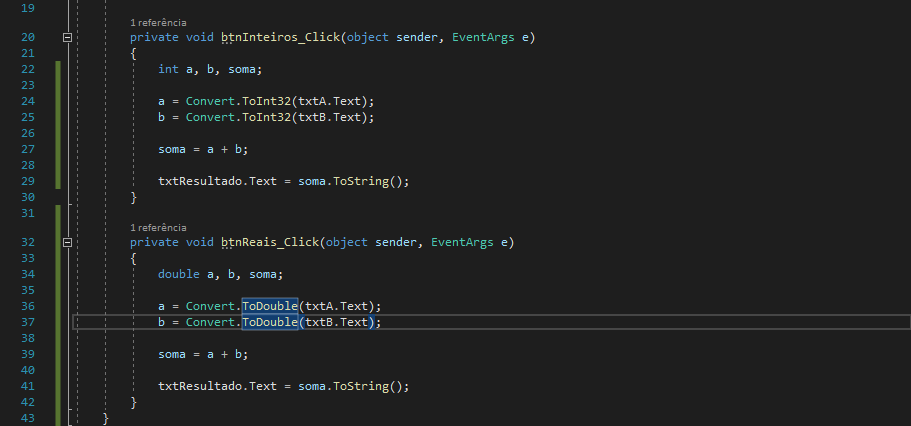 19
1 referência
20 private void btnInteiros_Click(object sender, EventArgs e)
21 {
22 int a, b, soma;
23
24 a = Convert.ToInt32(txtA.Text);
25 b = Convert.ToInt32(txtB.Text);
26
27 soma = a + b;
28
29 txtResultado.Text = soma.ToString();
30 }
31
1 referência
32 private void btnReais_Click(object sender, EventArgs e)
33 {
34 double a, b, soma;
35
36 a = Convert.ToDouble(txtA.Text);
37 b = Convert.ToDouble(txtB.Text);
38
39 soma = a + b;
40
41 txtResultado.Text = soma.ToString();
42 }
43 }